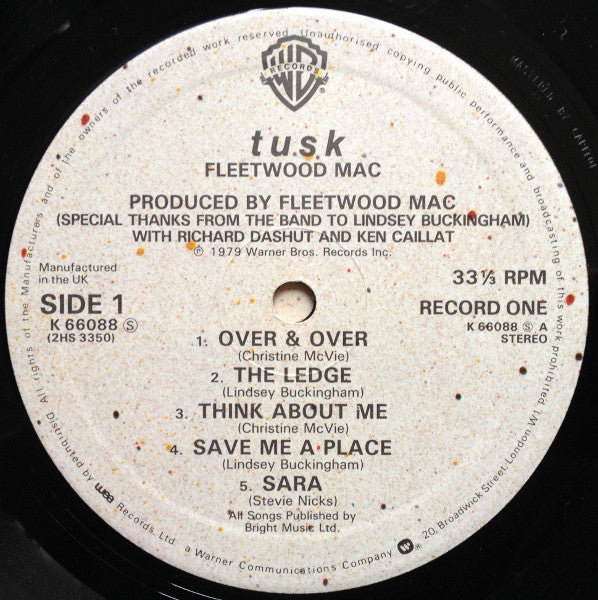 All rights of the Manufacturers and of the owners of the recorded work reserved. Unauthorised copying public performance and broadcasting of this work prohibited.
WB
RECORDS
tusk
FLEETWOOD MAC
PRODUCED BY FLEETWOOD MAC
(SPECIAL THANKS FROM THE BAND TO LINDSEY BUCKINGHAM)
WITH RICHARD DASHUT AND KEN CAILLAT
℗ 1979 Warner Bros. Records Inc.
Manufactured
in the UK
33⅓ RPM
SIDE 1
RECORD ONE
K 66088 Ⓢ
K 66088 Ⓢ A
(2HS 3350)
STEREO
1. OVER & OVER
(Christine McVie)
2. THE LEDGE
(Lindsey Buckingham)
3. THINK ABOUT ME
(Christine McVie)
4. SAVE ME A PLACE
(Lindsey Buckingham)
5. SARA
(Stevie Nicks)
All Songs Published by
Bright Music Ltd.
Distributed by wea Records Ltd. a Warner Communications Company 20, Broadwick Street, London W1
MASTERED BY CAPITOL